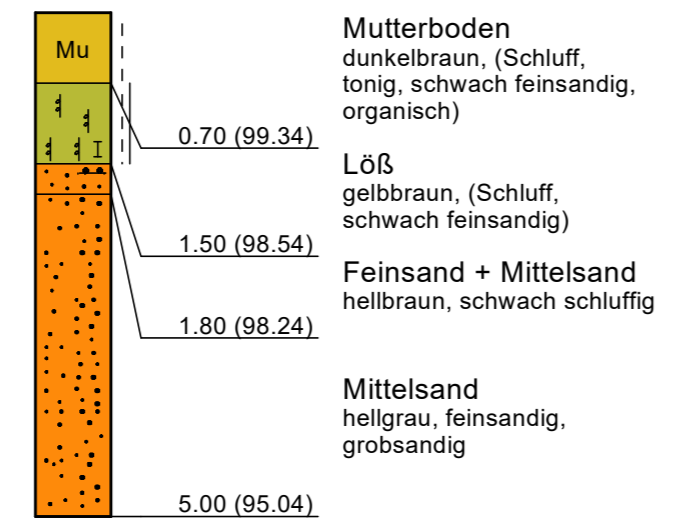 Mu
Mutterboden
dunkelbraun, (Schluff,
tonig, schwach feinsandig,
organisch)
0.70 (99.34)
Löß
gelbbraun, (Schluff,
schwach feinsandig)
1.50 (98.54)
Feinsand + Mittelsand
hellbraun, schwach schluffig
1.80 (98.24)
Mittelsand
hellgrau, feinsandig,
grobsandig
5.00 (95.04)